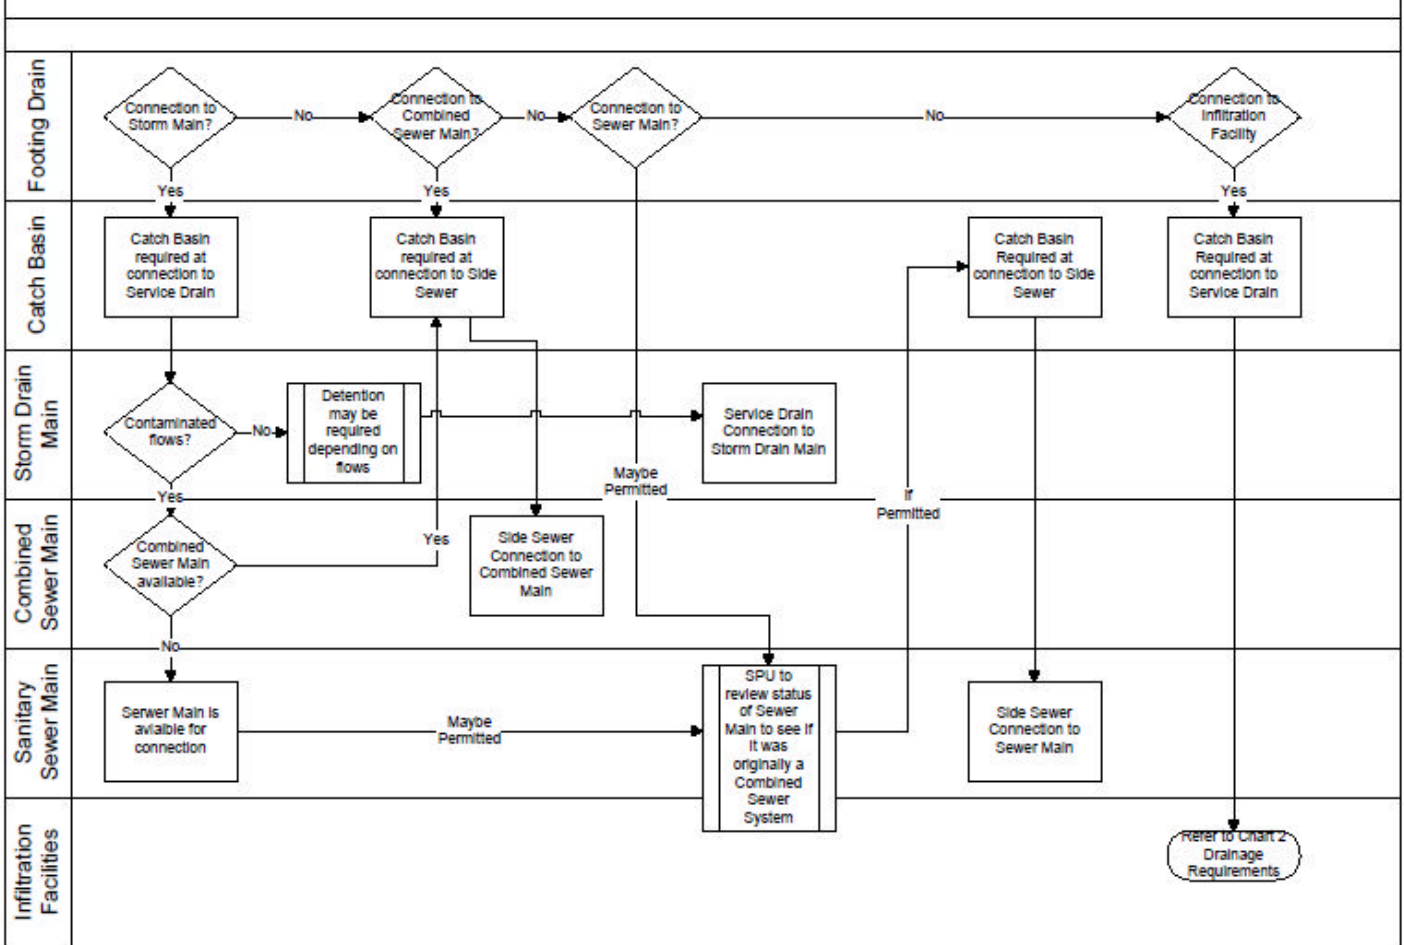 Footing Drain
Connection to
Storm Main?
No
Connection to
Combined
Sewer Main?
No
Connection to
Sewer Main?
No
Connection to
Infiltration
Facility
Yes
Yes
Yes
Catch Basin
Catch Basin
required at
connection to
Service Drain
Catch Basin
required at
connection to Side
Sewer
Catch Basin
Required at
connection to Side
Sewer
Catch Basin
Required at
connection to
Service Drain
Storm Drain
Main
Contaminated
flows?
No
Detention
may be
required
depending on
flows
Service Drain
Connection to
Storm Drain Main
Maybe
Permitted
If
Permitted
Yes
Combined
Sewer Main
Combined
Sewer Main
available?
Yes
Side Sewer
Connection to
Combined Sewer
Main
No
Sanitary
Sewer Main
Serwer Main is
avialble for
connection
Maybe
Permitted
SPU to
review status
of Sewer
Main to see if
it was
originally a
Combined
Sewer
System
Side Sewer
Connection to
Sewer Main
Infiltration
Facilities
Refer to Chart 2
Drainage
Requirements